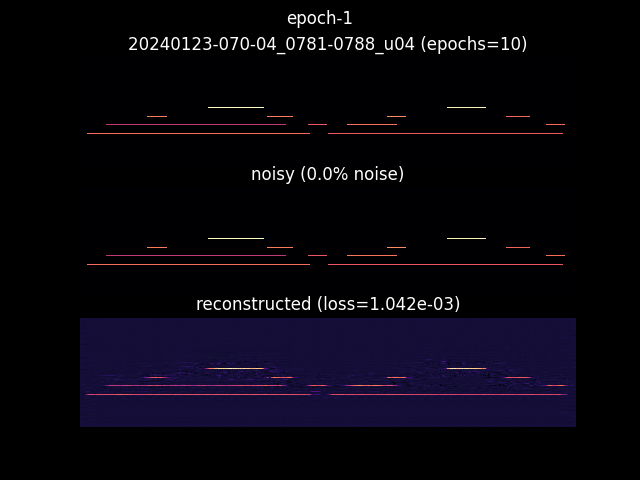 epoch-1
20240123-070-04_0781-0788_u04 (epochs=10)
noisy (0.0% noise)
reconstructed (loss=1.042e-03)